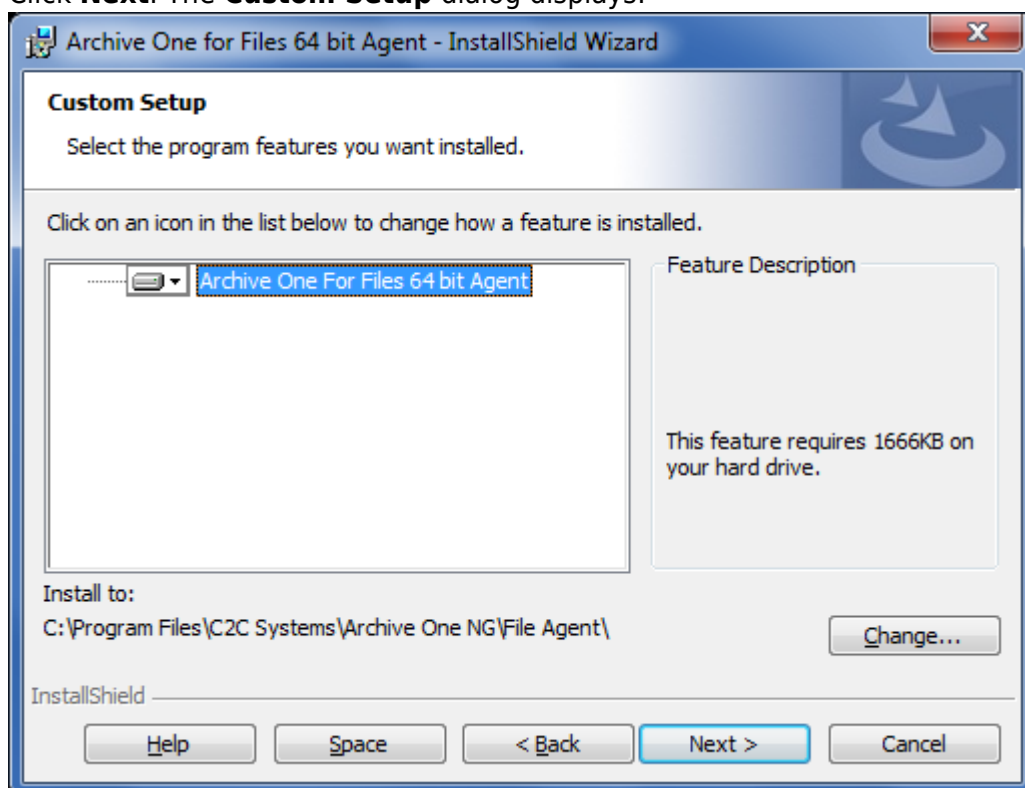 Click Next. The Custom Setup dialog displays.
Archive One for Files 64 bit Agent - InstallShield Wizard
Custom Setup
Select the program features you want installed.
Click on an icon in the list below to change how a feature is installed.
Archive One For Files 64 bit Agent
Feature Description
This feature requires 1666KB on
your hard drive.
Install to:
C:\Program Files\C2C Systems\Archive One NG\File Agent\
Change...
InstallShield
Help
Space
< Back
Next >
Cancel